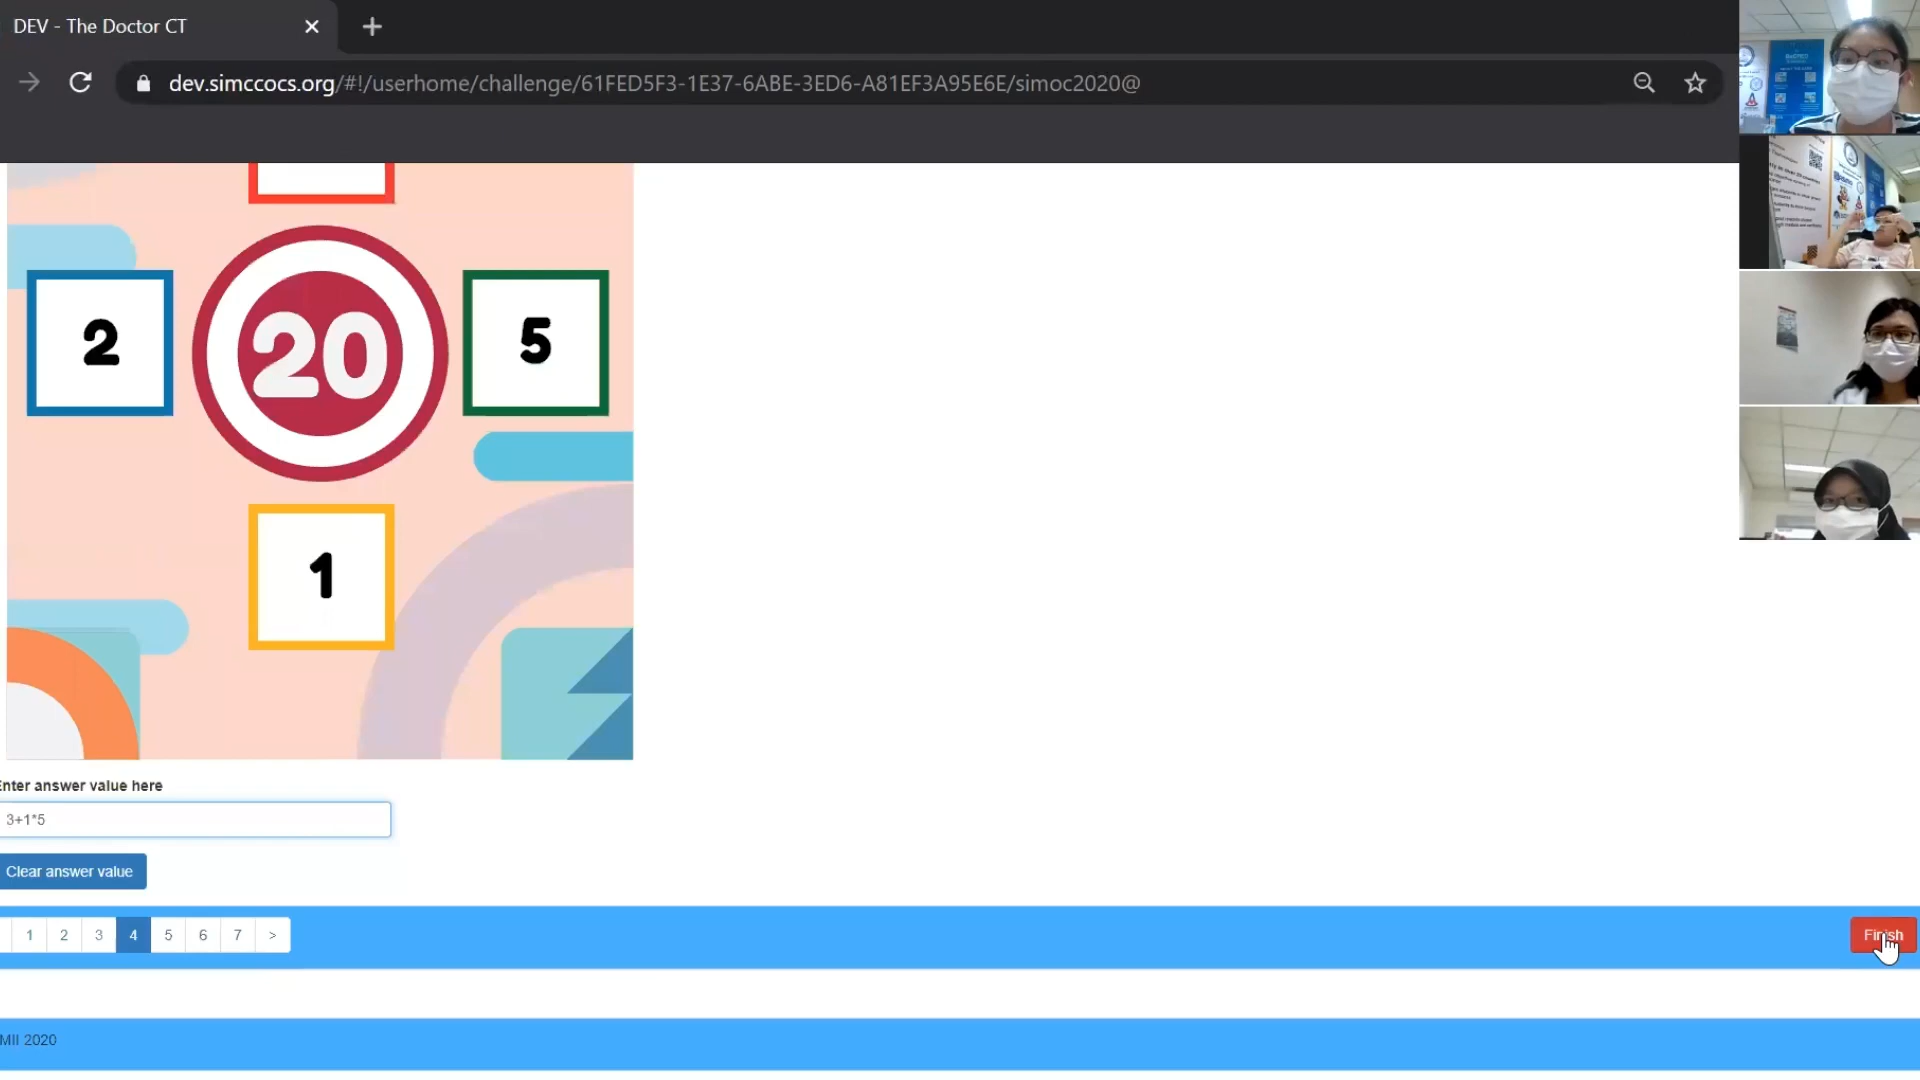 DEV - The Doctor CT
dev.simccocs.org/#!/userhome/challenge/61FED5F3-1E37-6ABE-3ED6-A81EF3A95E6E/simoc2020@
2
20
5
1
Enter answer value here
3+1*5
Clear answer value
1 2 3 4 5 6 7 >
Finish
MII 2020